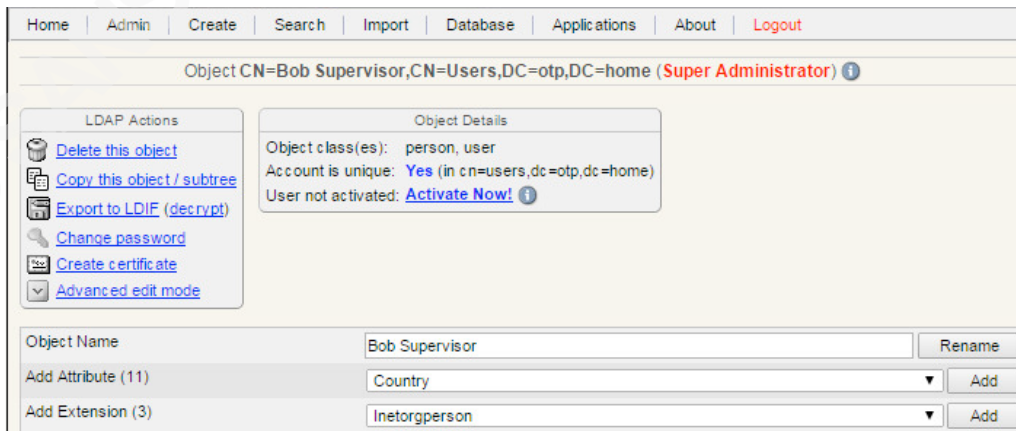 Home Admin Create Search Import Database Applications About Logout
Object CN=Bob Supervisor,CN=Users,DC=otp,DC=home (Super Administrator)
LDAP Actions
Delete this object
Copy this object / subtree
Export to LDIF (decrypt)
Change password
Create certificate
Advanced edit mode
Object Details
Object class(es): person, user
Account is unique: Yes (in cn=users,dc=otp,dc=home)
User not activated: Activate Now!
Object Name Bob Supervisor Rename
Add Attribute (11) Country Add
Add Extension (3) Inetorgperson Add